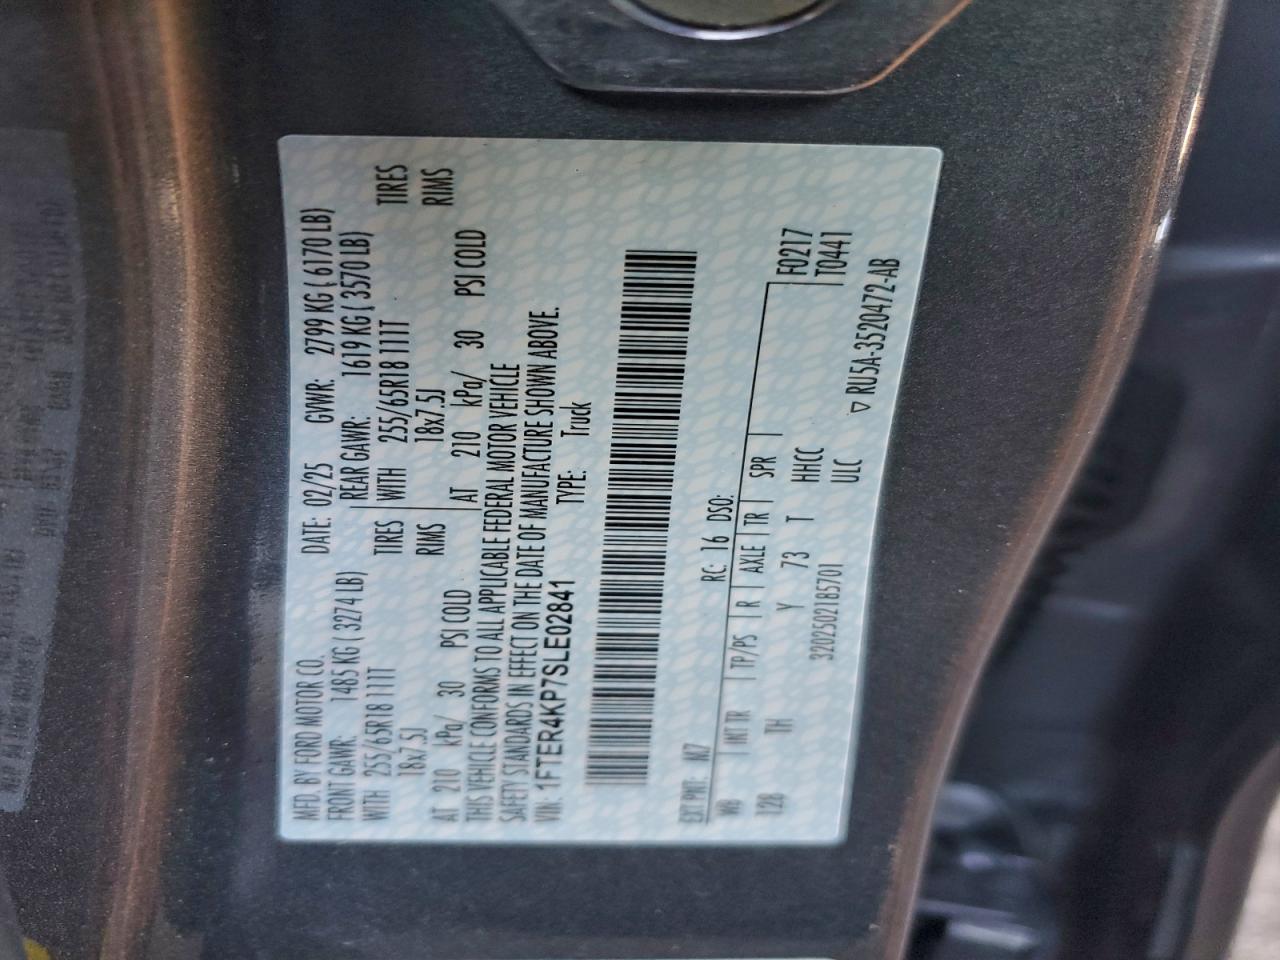 MFD. BY FORD MOTOR CO. DATE: 02/25 GVWR: 2799 KG ( 6170 LB)
FRONT GAWR: 1485 KG ( 3274 LB) REAR GAWR: 1619 KG ( 3570 LB)
WITH 255/65R18 111T TIRES WITH 255/65R18 111T TIRES
18x7.5J RIMS 18x7.5J RIMS
AT 210 kPa/ 30 PSI COLD AT 210 kPa/ 30 PSI COLD
THIS VEHICLE CONFORMS TO ALL APPLICABLE FEDERAL MOTOR VEHICLE
SAFETY STANDARDS IN EFFECT ON THE DATE OF MANUFACTURE SHOWN ABOVE.
VIN: 1FTER4KP7SLE02841 TYPE: Truck
EXT PNT: M7 RC: 16 DSO:
WB INT TR TP/PS R AXLE TR SPR F0217
128 TH Y 73 T HHCC T0441
3202502185701 ULC
▽ RU5A-3520472-AB